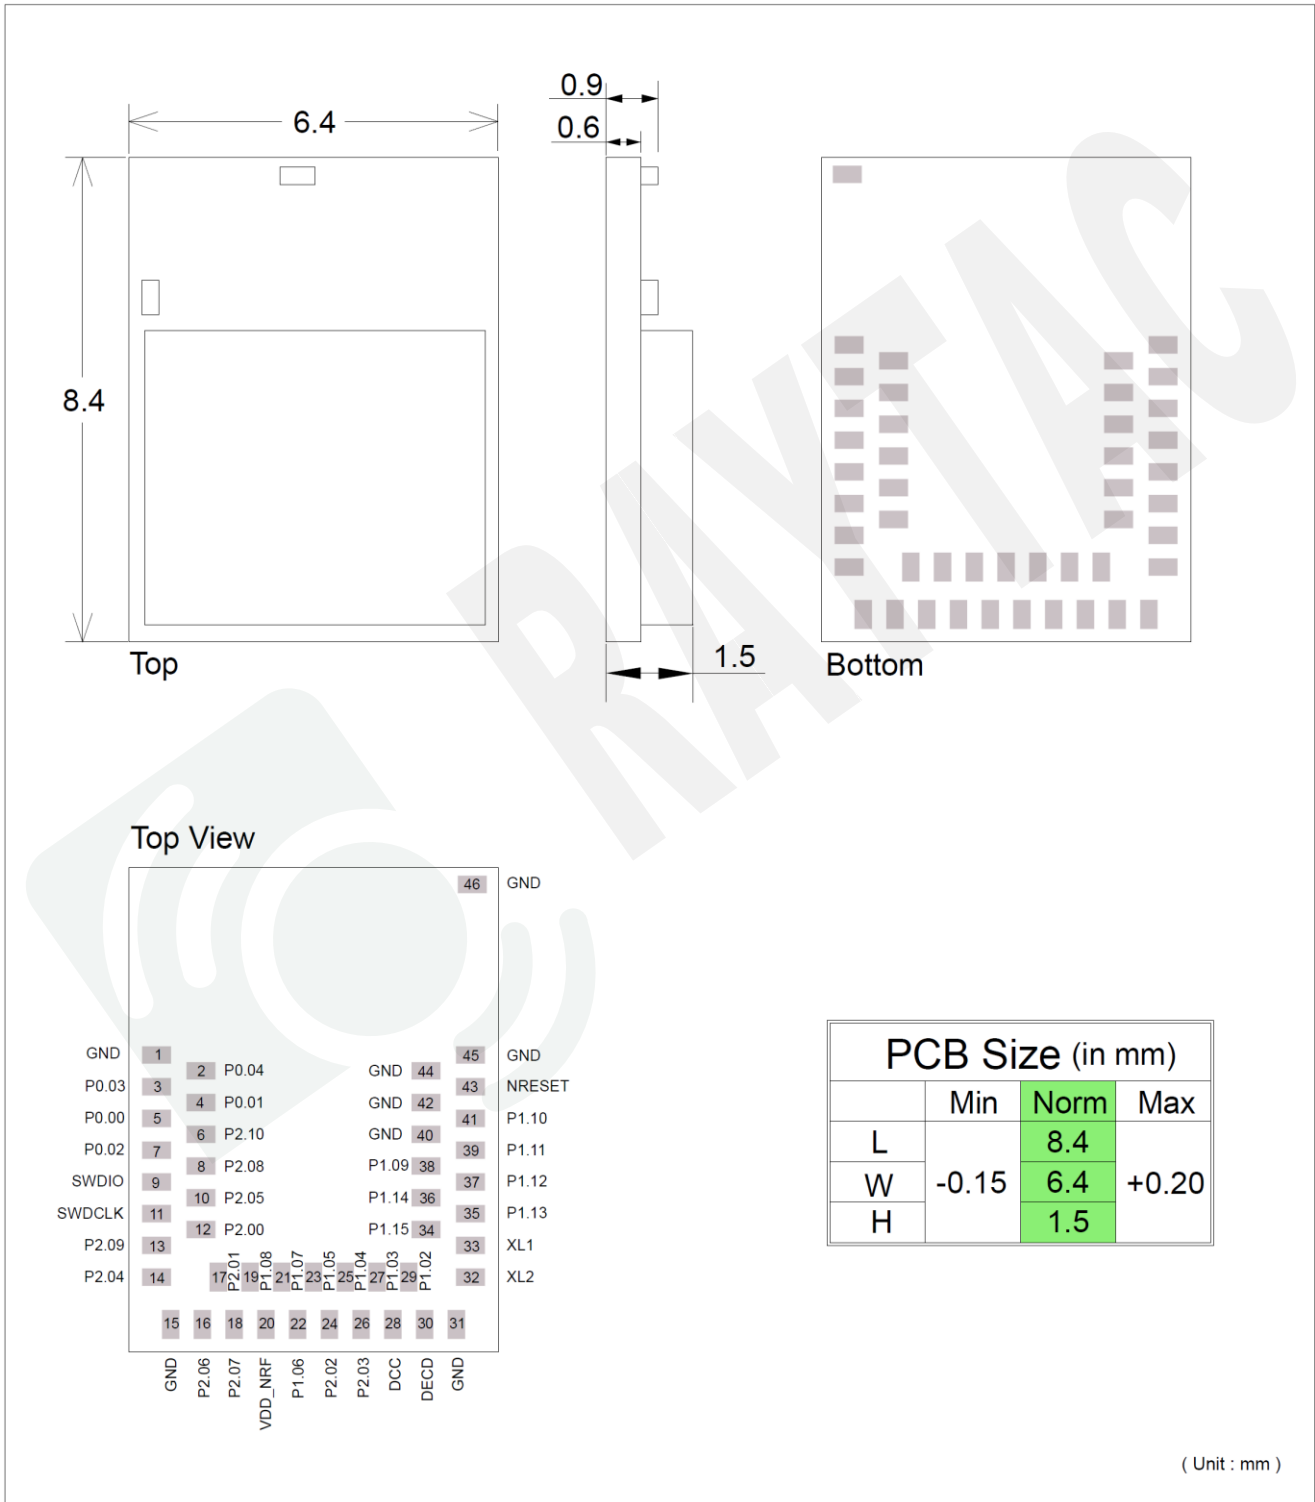 0.9
6.4
0.6
8.4
Top
1.5
Bottom
RAYTAC
Top View
46 GND
GND 1
45 GND
2 P0.04
GND 44
P0.03 3
43 NRESET
4 P0.01
GND 42
P0.00 5
41 P1.10
6 P2.10
GND 40
P0.02 7
39 P1.11
8 P2.08
P1.09 38
SWDIO 9
37 P1.12
10 P2.05
P1.14 36
SWDCLK 11
35 P1.13
12 P2.00
P1.15 34
P2.09 13
33 XL1
P2.04 14
17 P2.01 19 P1.08 21 P1.07 23 P1.05 25 P1.04 27 P1.03 29 P1.02
32 XL2
15 16 18 20 22 24 26 28 30 31
GND P2.06 P2.07 VDD_NRF P1.06 P2.02 P2.03 DCC DECD GND
PCB Size (in mm)
Min Norm Max
L 8.4
W -0.15 6.4 +0.20
H 1.5
( Unit : mm )